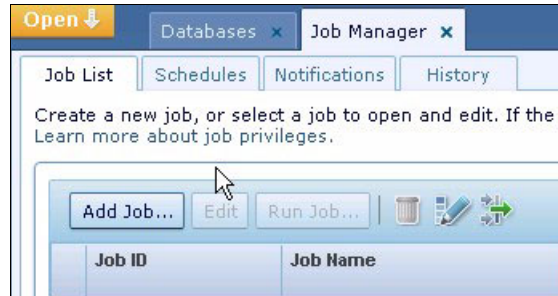 Open
Databases × Job Manager ×
Job List Schedules Notifications History
Create a new job, or select a job to open and edit. If the
Learn more about job privileges.
Add Job... Edit Run Job...
Job ID Job Name